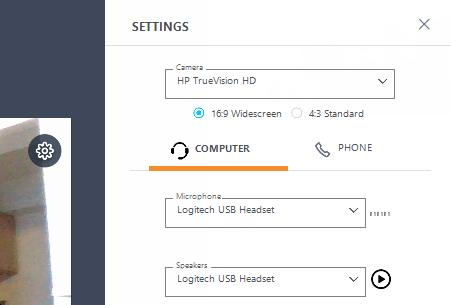 SETTINGS
Camera
HP TrueVision HD
16:9 Widescreen 4:3 Standard
COMPUTER PHONE
Microphone
Logitech USB Headset
Speakers
Logitech USB Headset